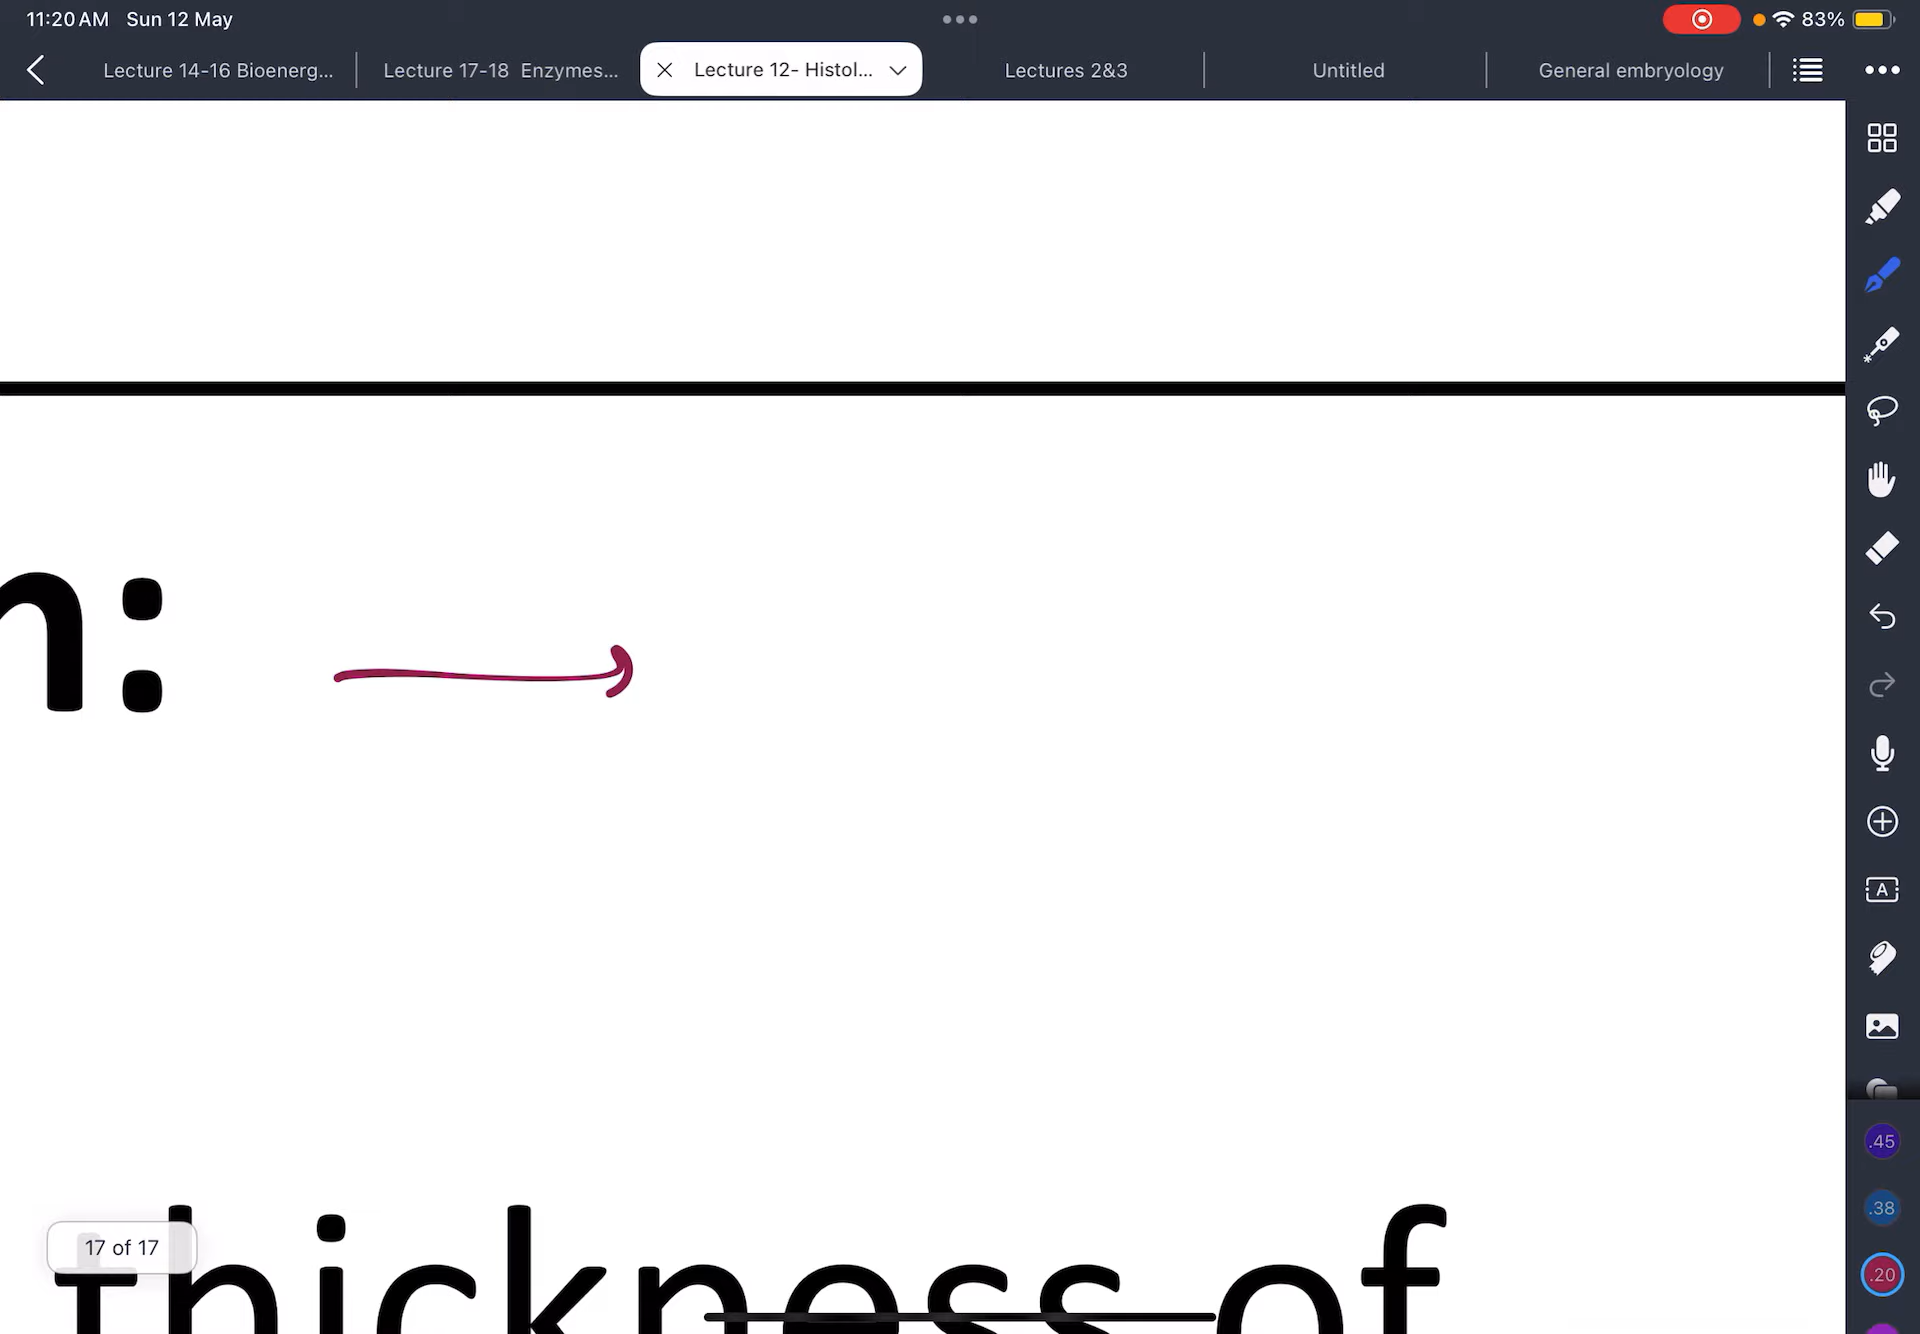 11:20 AM Sun 12 May 83%
Lecture 14-16 Bioenerg... Lecture 17-18 Enzymes... Lecture 12- Histol... Lectures 2&3 Untitled General embryology
n:
A
.45
17 of 17
.38
thickness of
.20